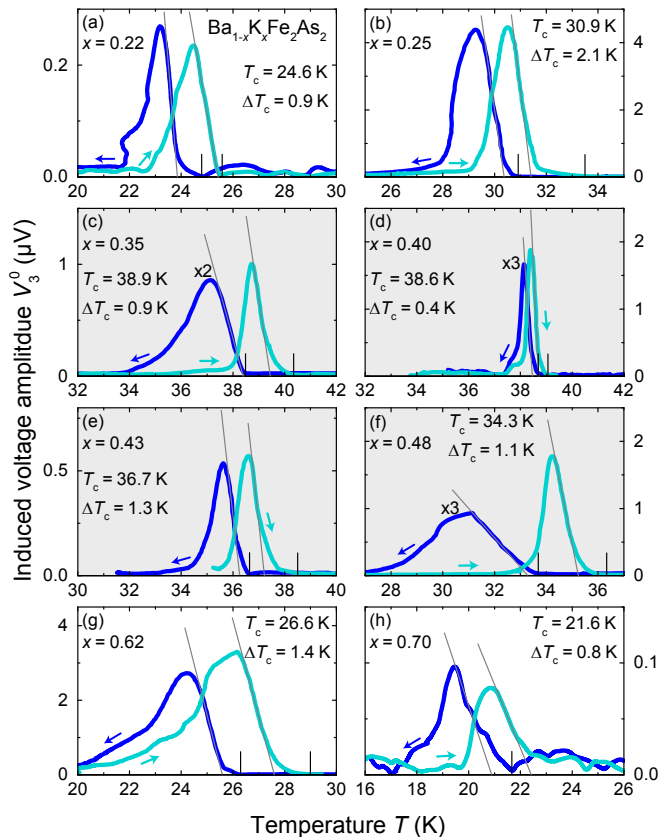 (a)
Ba1-xKxFe2As2
x = 0.22
Tc = 24.6 K
ΔTc = 0.9 K
0.2
0.0
20 22 24 26 28 30
(b)
x = 0.25
Tc = 30.9 K
ΔTc = 2.1 K
4
2
0
26 28 30 32 34
(c)
x = 0.35
Tc = 38.9 K
ΔTc = 0.9 K
x2
1
0
32 34 36 38 40 42
(d)
x = 0.40
Tc = 38.6 K
ΔTc = 0.4 K
x3
2
1
0
32 34 36 38 40 42
(e)
x = 0.43
Tc = 36.7 K
ΔTc = 1.3 K
0.5
0.0
30 32 34 36 38 40
(f)
x = 0.48
Tc = 34.3 K
ΔTc = 1.1 K
x3
2
1
0
28 30 32 34 36
(g)
x = 0.62
Tc = 26.6 K
ΔTc = 1.4 K
4
2
0
20 22 24 26 28 30
(h)
x = 0.70
Tc = 21.6 K
ΔTc = 0.8 K
0.1
0.0
16 18 20 22 24 26
Induced voltage amplitdue V3^0 (µV)
Temperature T (K)